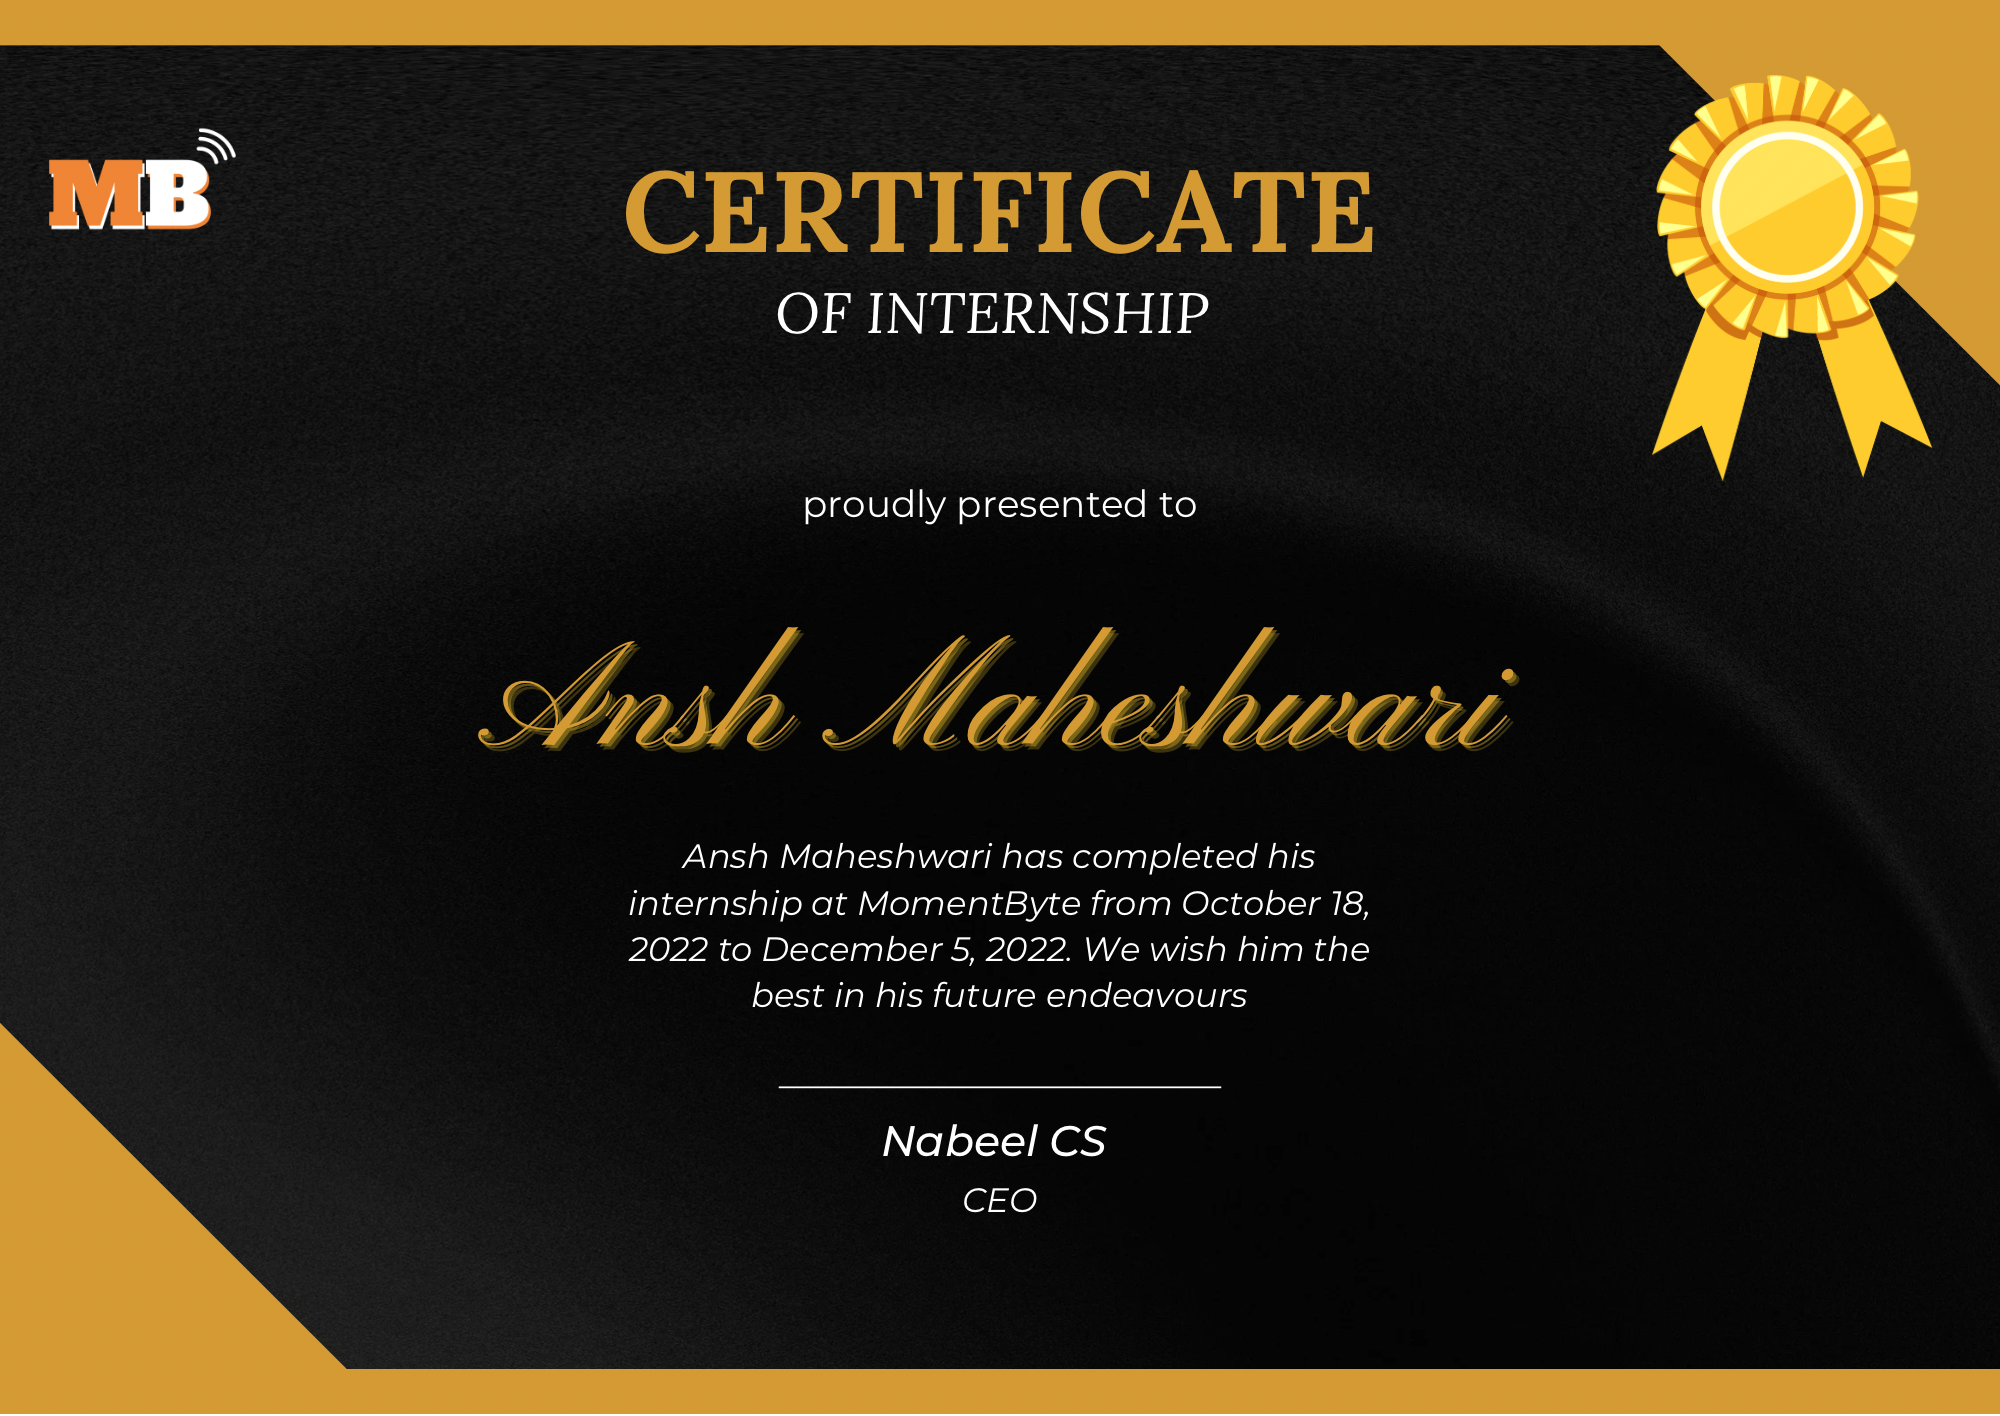 MB
CERTIFICATE
OF INTERNSHIP
proudly presented to
Ansh Maheshwari
Ansh Maheshwari has completed his
internship at MomentByte from October 18,
2022 to December 5, 2022. We wish him the
best in his future endeavours
Nabeel CS
CEO